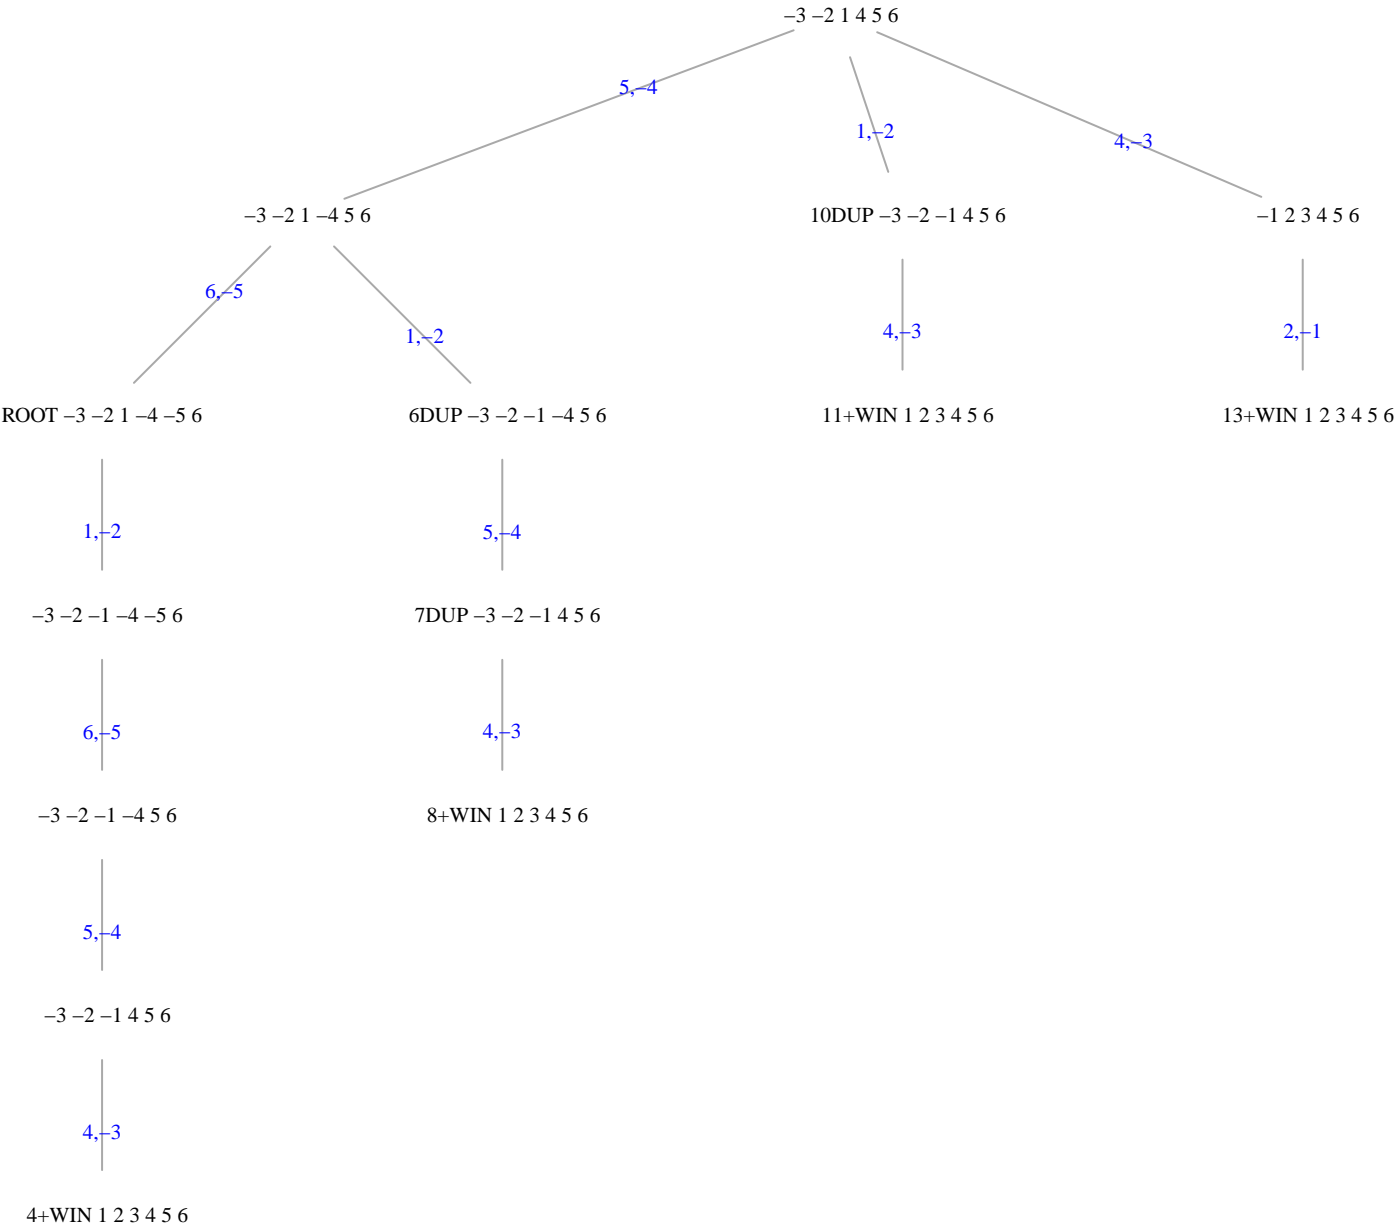 −3 −2 1 4 5 6
5,−4
1,−2
4,−3
−3 −2 1 −4 5 6
10DUP −3 −2 −1 4 5 6
−1 2 3 4 5 6
6,−5
1,−2
4,−3
2,−1
ROOT −3 −2 1 −4 −5 6
6DUP −3 −2 −1 −4 5 6
11+WIN 1 2 3 4 5 6
13+WIN 1 2 3 4 5 6
1,−2
5,−4
−3 −2 −1 −4 −5 6
7DUP −3 −2 −1 4 5 6
6,−5
4,−3
−3 −2 −1 −4 5 6
8+WIN 1 2 3 4 5 6
5,−4
−3 −2 −1 4 5 6
4,−3
4+WIN 1 2 3 4 5 6